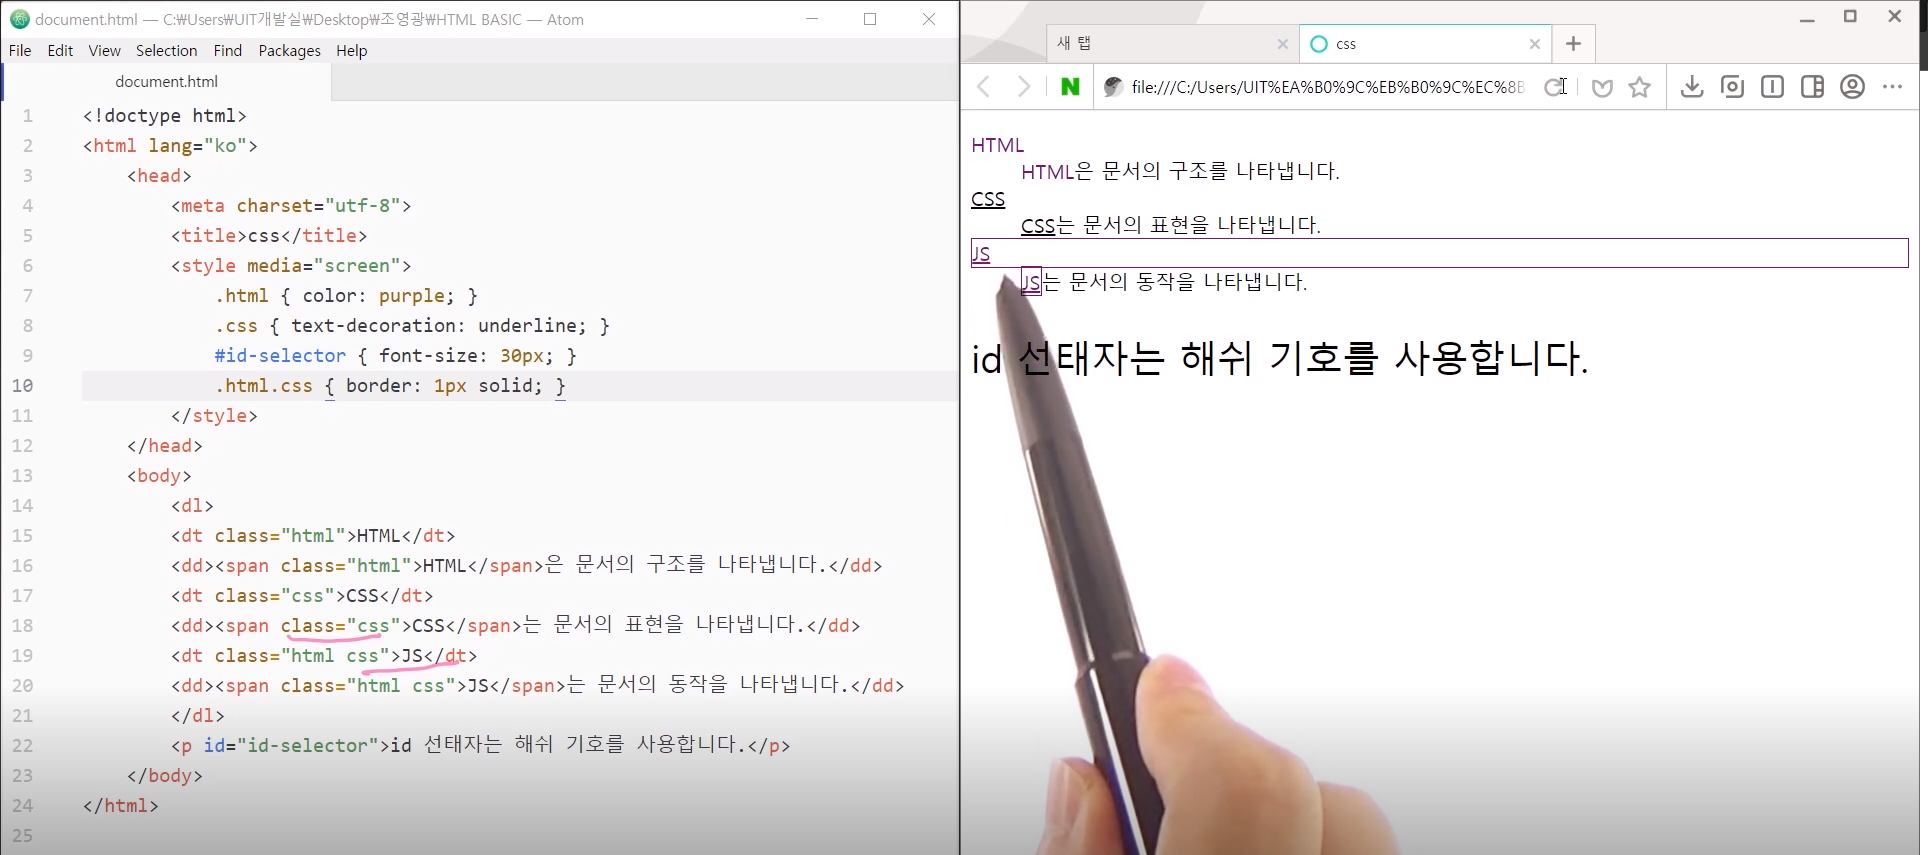 document.html — C:₩Users₩UIT개발실₩Desktop₩조영광₩HTML BASIC — Atom
File Edit View Selection Find Packages Help
document.html
1 <!doctype html>
2 <html lang="ko">
3 <head>
4 <meta charset="utf-8">
5 <title>css</title>
6 <style media="screen">
7 .html { color: purple; }
8 .css { text-decoration: underline; }
9 #id-selector { font-size: 30px; }
10 .html.css { border: 1px solid; }
11 </style>
12 </head>
13 <body>
14 <dl>
15 <dt class="html">HTML</dt>
16 <dd><span class="html">HTML</span>은 문서의 구조를 나타냅니다.</dd>
17 <dt class="css">CSS</dt>
18 <dd><span class="css">CSS</span>는 문서의 표현을 나타냅니다.</dd>
19 <dt class="html css">JS</dt>
20 <dd><span class="html css">JS</span>는 문서의 동작을 나타냅니다.</dd>
21 </dl>
22 <p id="id-selector">id 선태자는 해쉬 기호를 사용합니다.</p>
23 </body>
24 </html>
25
새 탭
css
N
file:///C:/Users/UIT%EA%B0%9C%EB%B0%9C%EC%8B
HTML
HTML은 문서의 구조를 나타냅니다.
CSS
CSS는 문서의 표현을 나타냅니다.
JS
JS는 문서의 동작을 나타냅니다.
id 선태자는 해쉬 기호를 사용합니다.